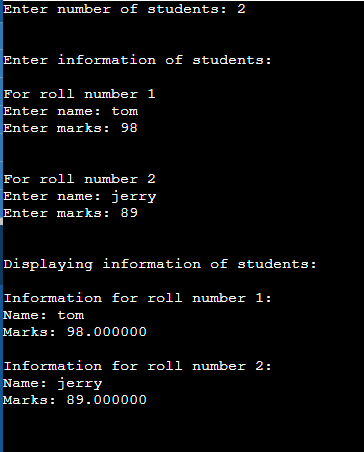 Enter number of students: 2
Enter information of students:
For roll number 1
Enter name: tom
Enter marks: 98
For roll number 2
Enter name: jerry
Enter marks: 89
Displaying information of students:
Information for roll number 1:
Name: tom
Marks: 98.000000
Information for roll number 2:
Name: jerry
Marks: 89.000000